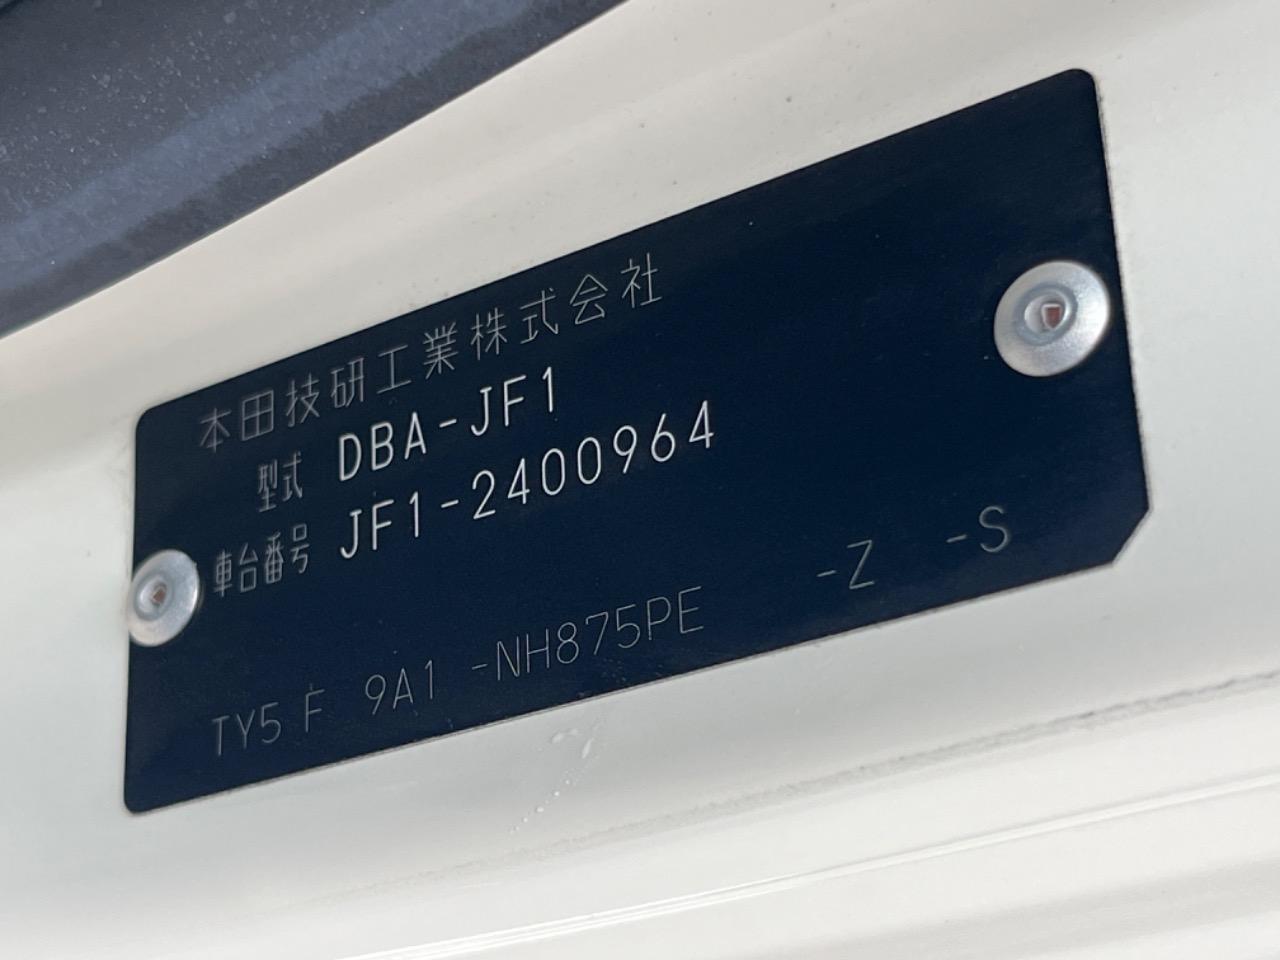 本田技研工業株式会社
型式 DBA-JF1
車台番号 JF1-2400964
TY5 F 9A1 -NH875PE -Z -S